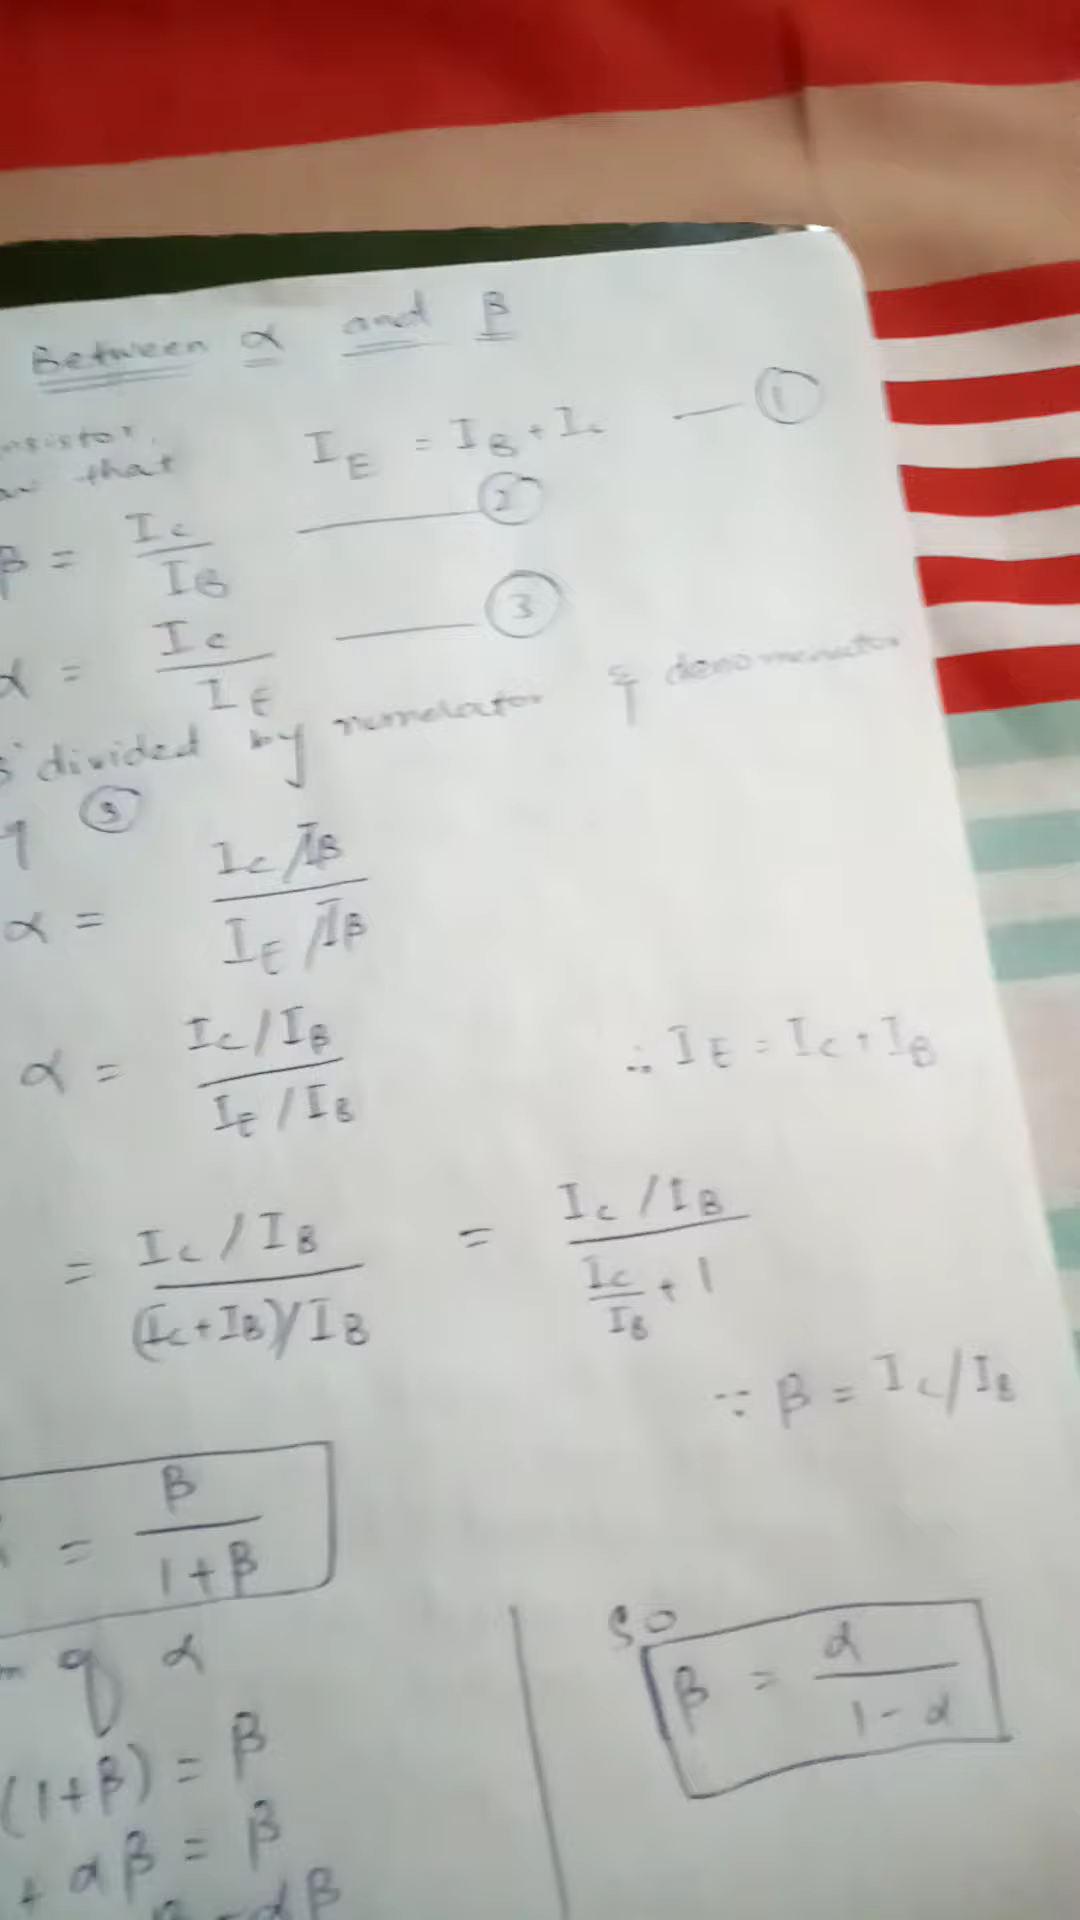 Between α and β
that I_E = I_B + I_c — ①
β = I_c / I_B — ②
α = I_c / I_E — ③
divided by numerator & denominator
③
α = (I_c / I_B) / (I_E / I_B)
α = (I_c / I_B) / (I_E / I_B) ∴ I_E = I_c + I_B
= (I_c / I_B) / ((I_c + I_B) / I_B) = (I_c / I_B) / (I_c/I_B + 1)
∵ β = I_c / I_B
= β / (1 + β)
α
(1+β) = β
+ αβ = β
αβ
so
β = α / (1 - α)